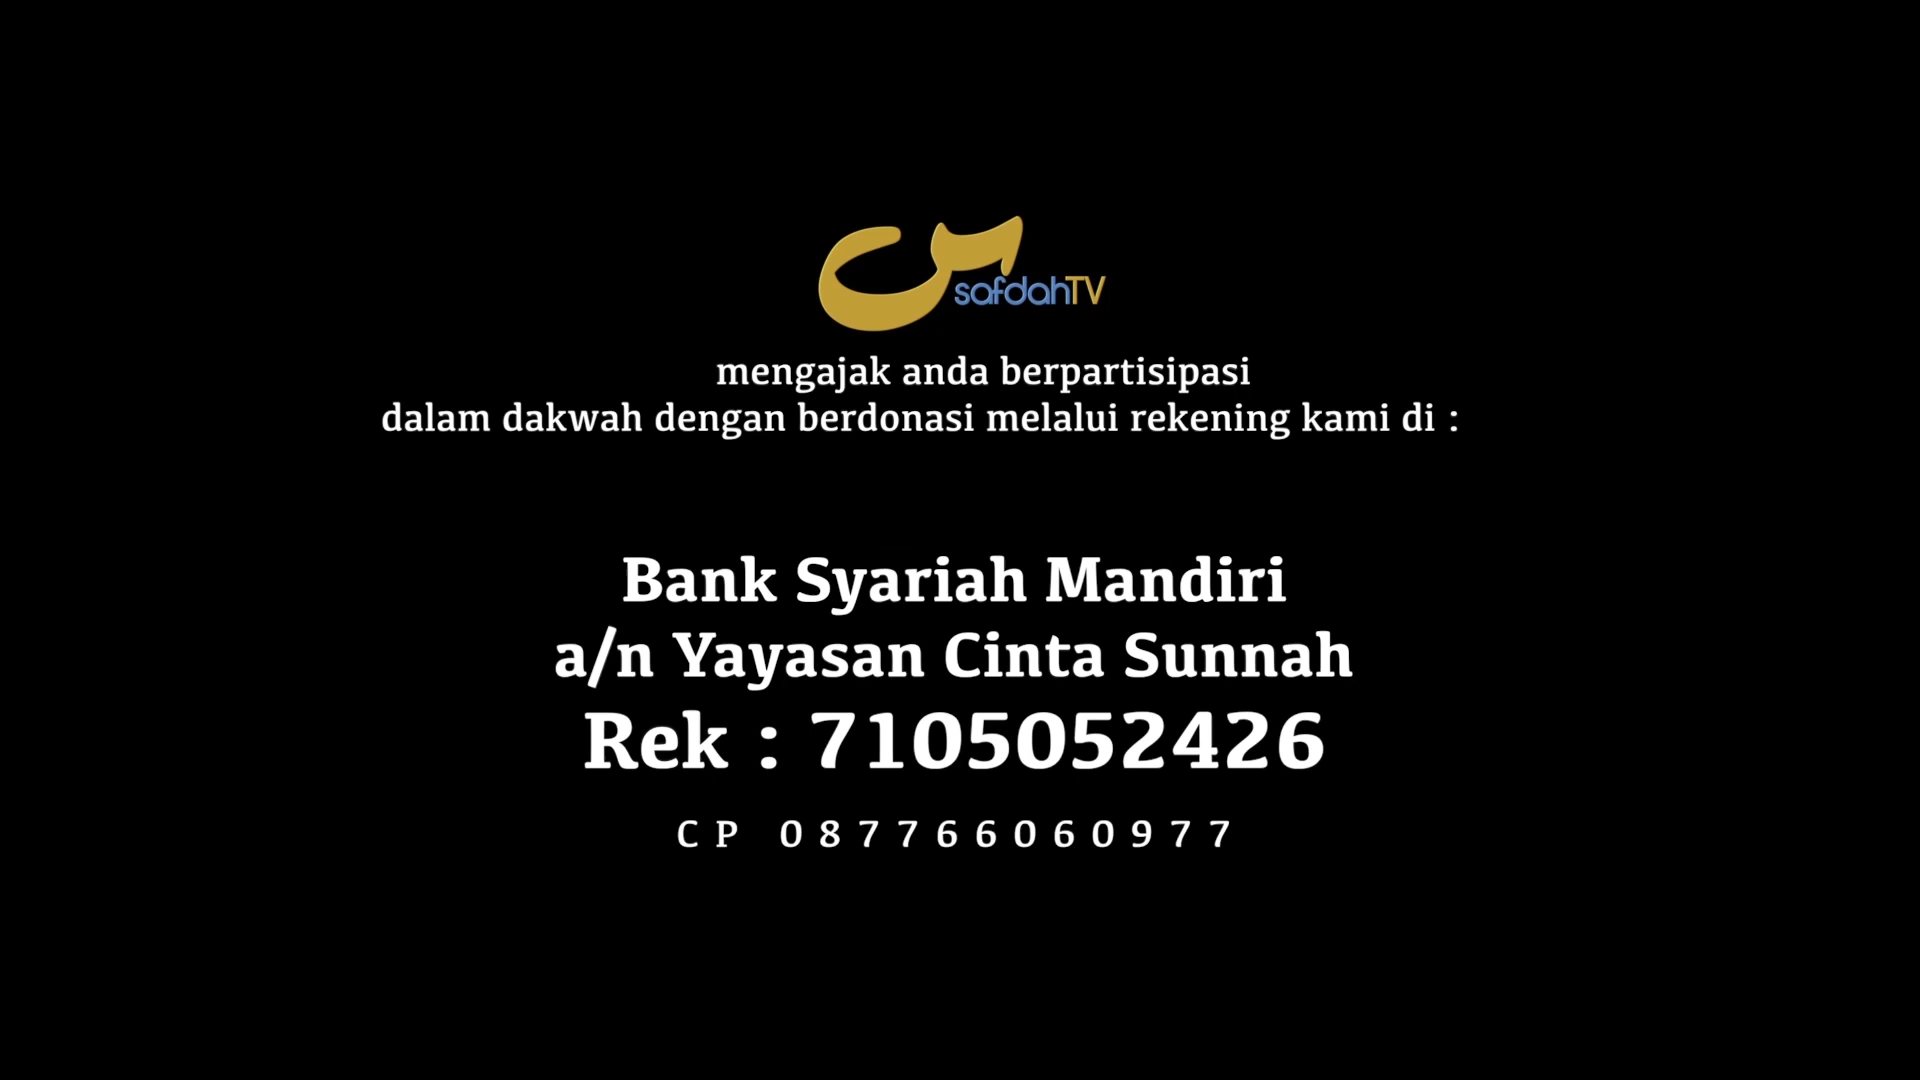 safdahTV
mengajak anda berpartisipasi
dalam dakwah dengan berdonasi melalui rekening kami di :
Bank Syariah Mandiri
a/n Yayasan Cinta Sunnah
Rek : 7105052426
CP 087766060977